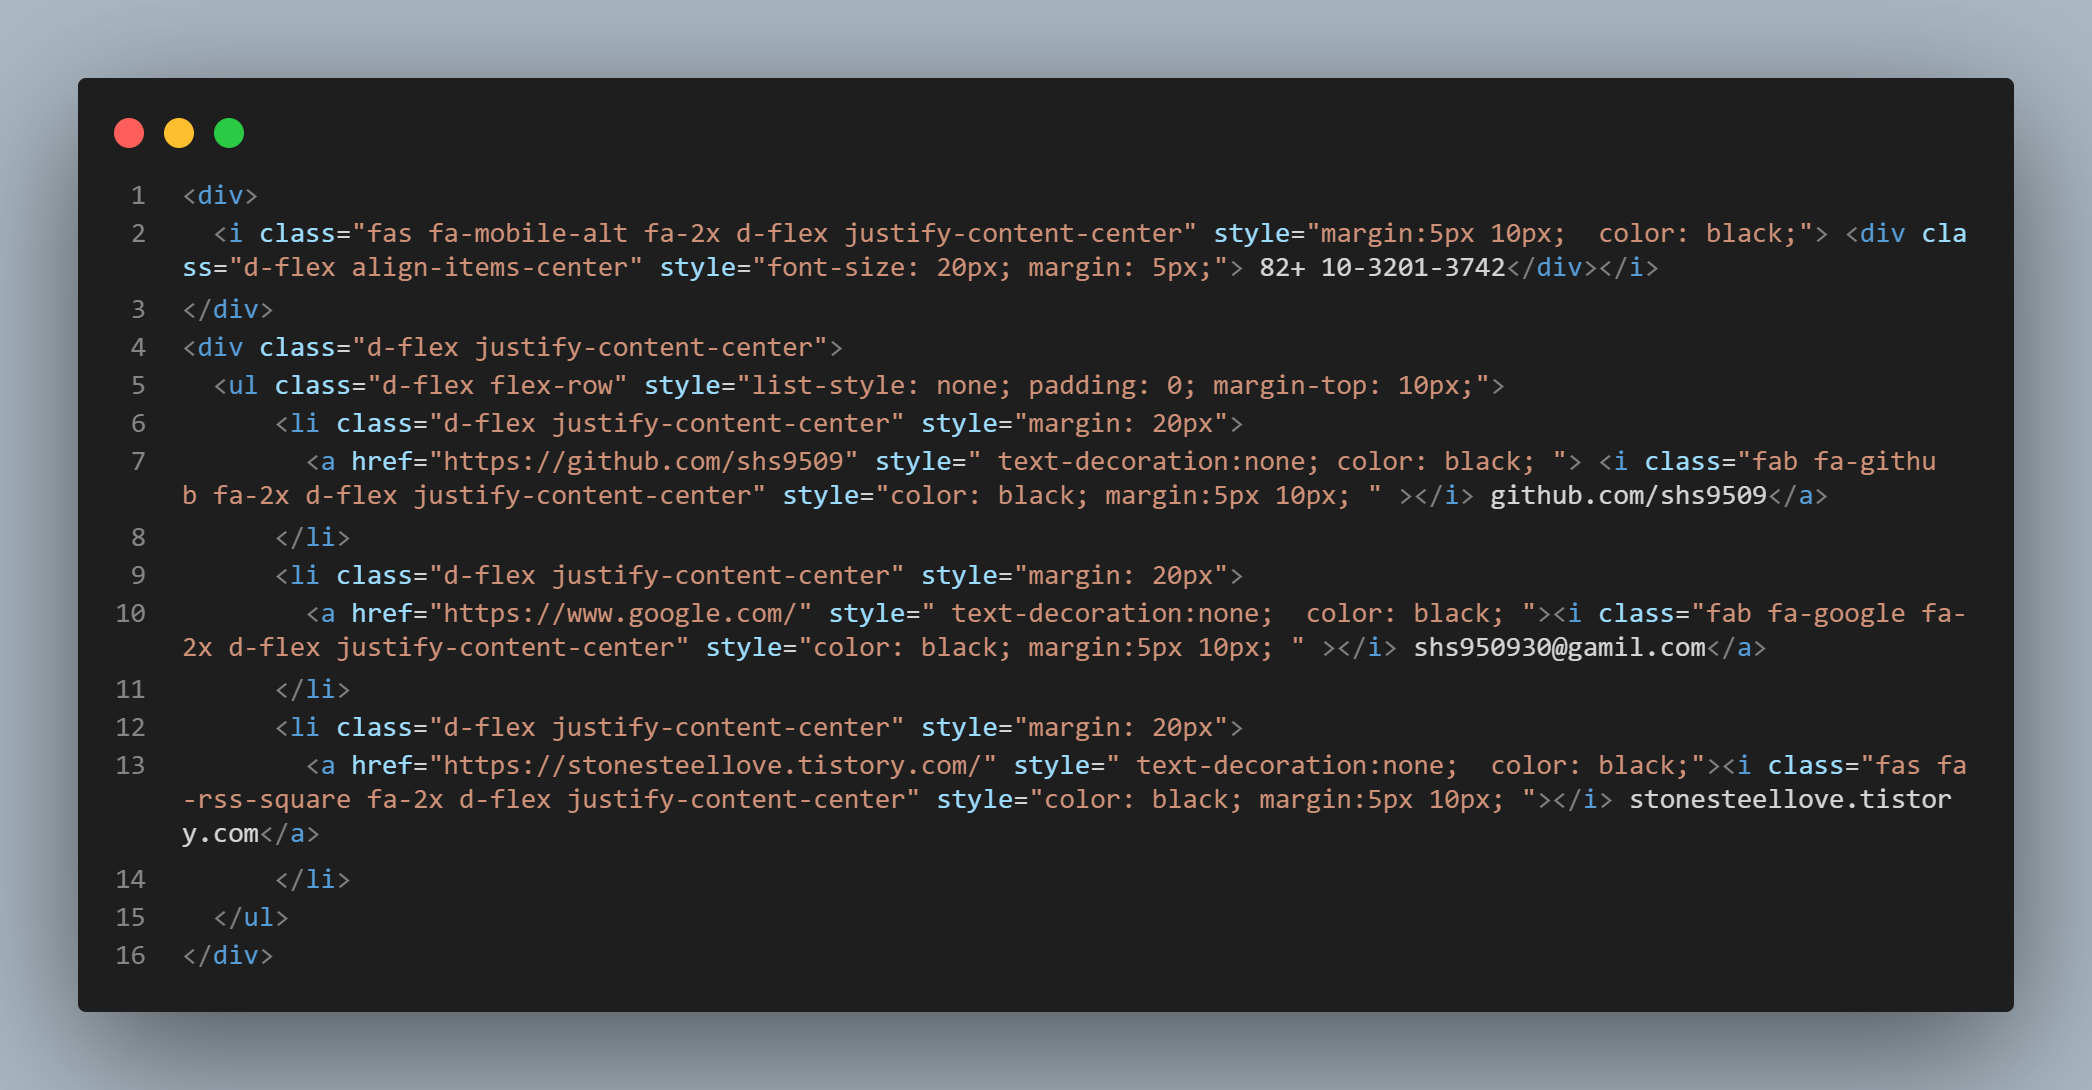 1 <div>
2   <i class="fas fa-mobile-alt fa-2x d-flex justify-content-center" style="margin:5px 10px;  color: black;"> <div cla
ss="d-flex align-items-center" style="font-size: 20px; margin: 5px;"> 82+ 10-3201-3742</div></i>
3 </div>
4 <div class="d-flex justify-content-center">
5   <ul class="d-flex flex-row" style="list-style: none; padding: 0; margin-top: 10px;">
6       <li class="d-flex justify-content-center" style="margin: 20px">
7         <a href="https://github.com/shs9509" style=" text-decoration:none; color: black; "> <i class="fab fa-githu
b fa-2x d-flex justify-content-center" style="color: black; margin:5px 10px; " ></i> github.com/shs9509</a>
8       </li>
9       <li class="d-flex justify-content-center" style="margin: 20px">
10         <a href="https://www.google.com/" style=" text-decoration:none;  color: black; "><i class="fab fa-google fa-
2x d-flex justify-content-center" style="color: black; margin:5px 10px; " ></i> shs950930@gamil.com</a>
11       </li>
12       <li class="d-flex justify-content-center" style="margin: 20px">
13         <a href="https://stonesteellove.tistory.com/" style=" text-decoration:none;  color: black;"><i class="fas fa
-rss-square fa-2x d-flex justify-content-center" style="color: black; margin:5px 10px; "></i> stonesteellove.tistor
y.com</a>
14       </li>
15   </ul>
16 </div>